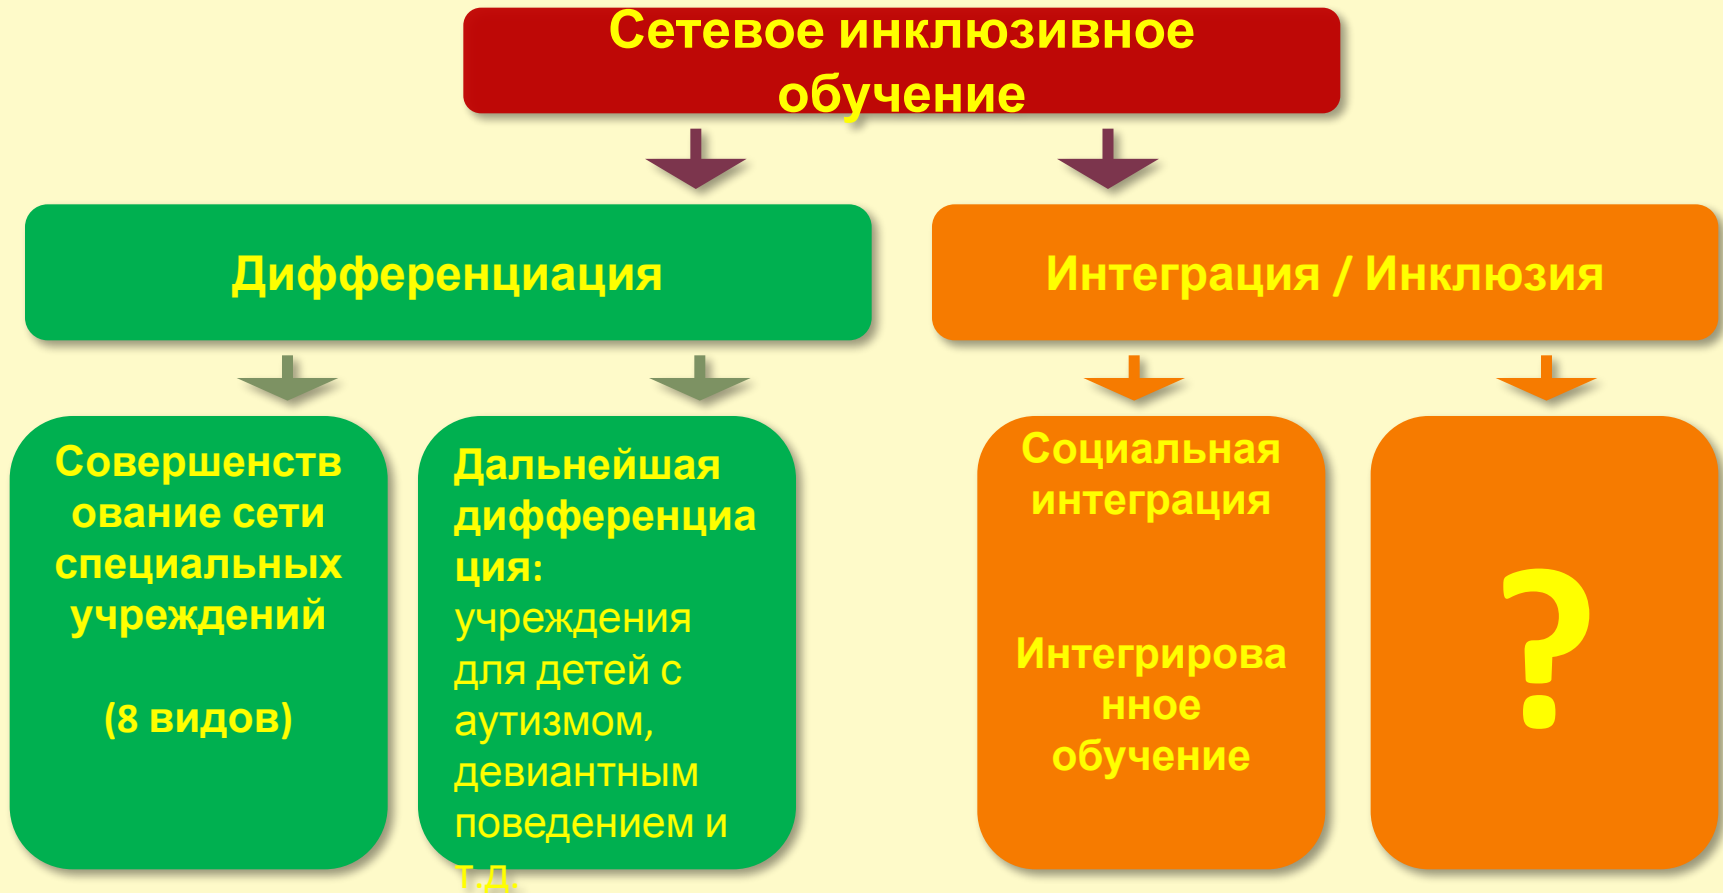 Сетевое инклюзивное
обучение
Дифференциация
Интеграция / Инклюзия
Совершенств
ование сети
специальных
учреждений
(8 видов)
Дальнейшая
дифференциа
ция:
учреждения
для детей с
аутизмом,
девиантным
поведением и
т.д.
Социальная
интеграция
Интегрирова
нное
обучение
?